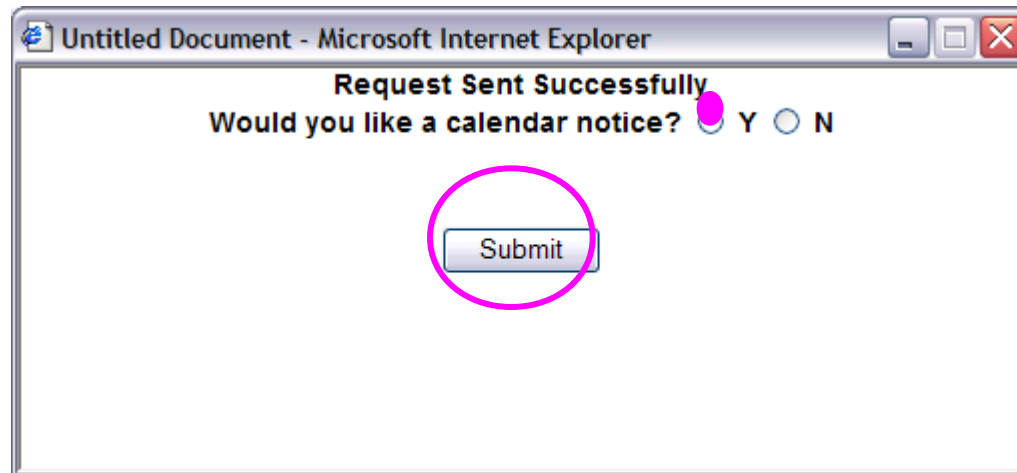 Untitled Document - Microsoft Internet Explorer
Request Sent Successfully
Would you like a calendar notice? Y N
Submit